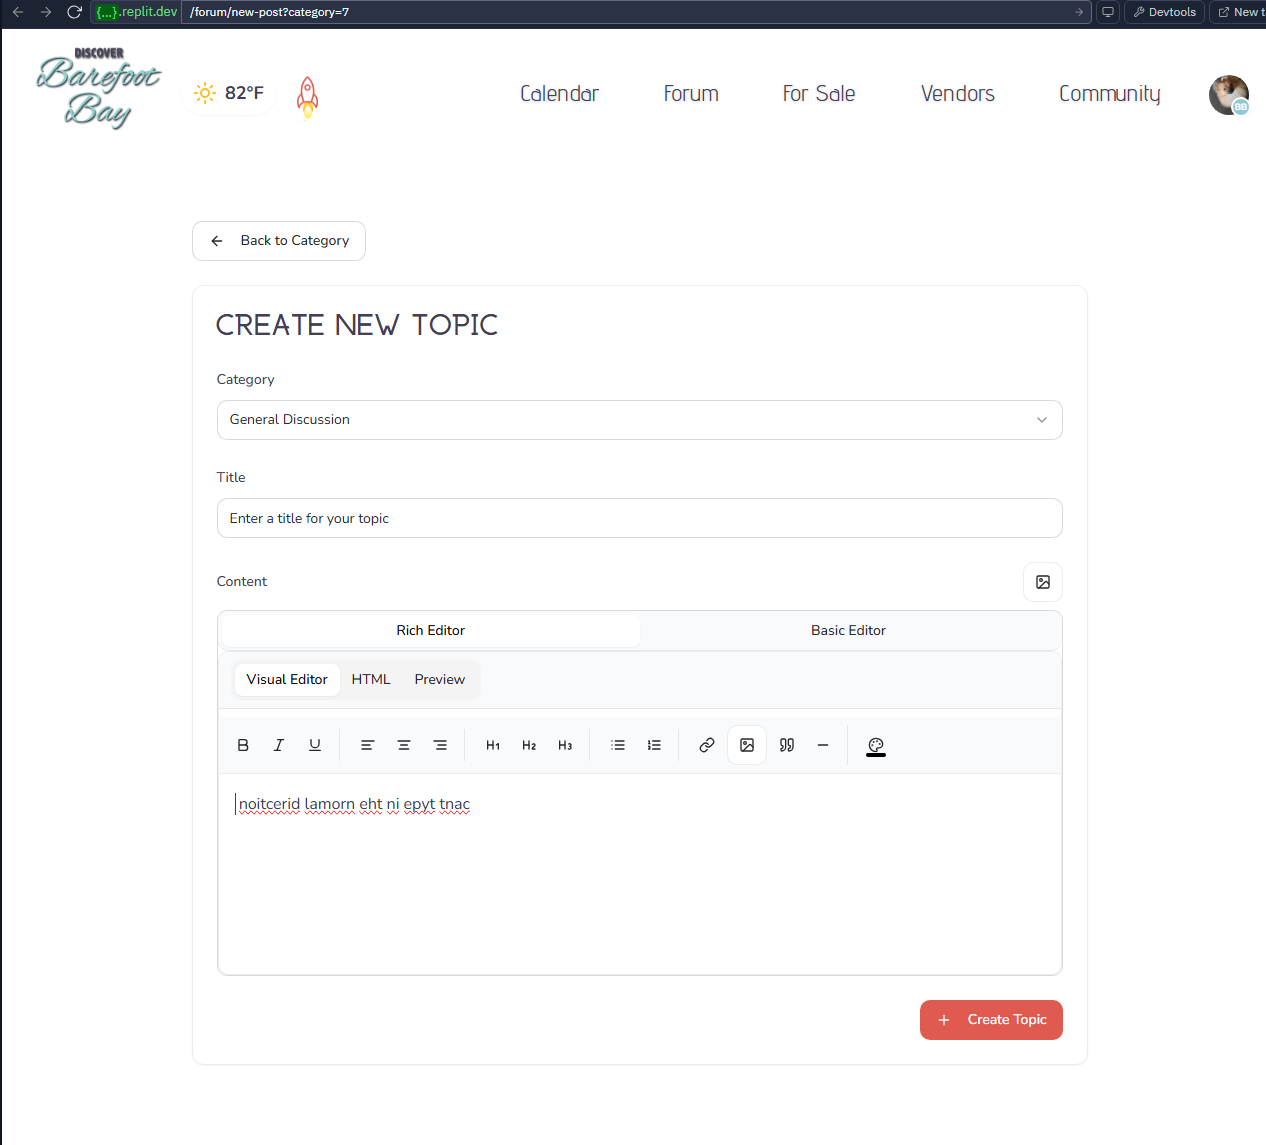 {...}.replit.dev /forum/new-post?category=7 Devtools New t
DISCOVER
Barefoot
Bay
82°F
Calendar Forum For Sale Vendors Community
BB
Back to Category
CREATE NEW TOPIC
Category
General Discussion
Title
Enter a title for your topic
Content
Rich Editor Basic Editor
Visual Editor HTML Preview
B I U H1 H2 H3
noitcerid lamorn eht ni epyt tnac
+ Create Topic